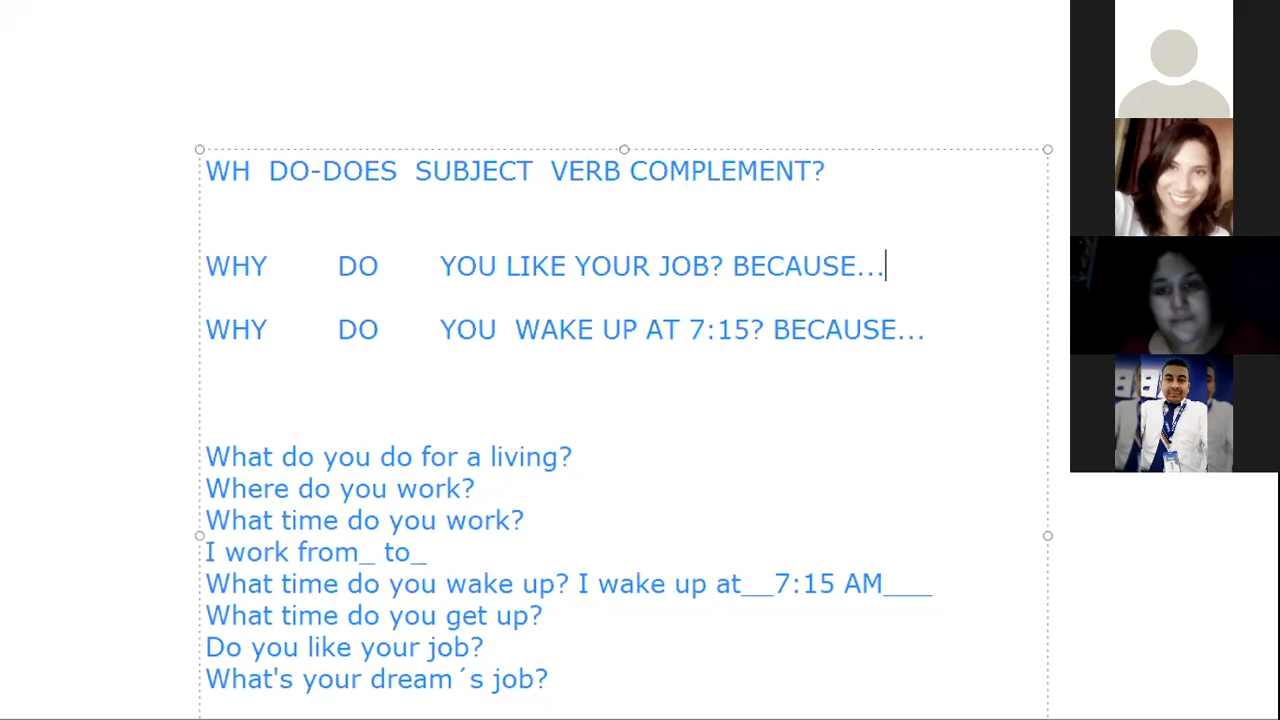 WH DO-DOES SUBJECT VERB COMPLEMENT?
WHY DO YOU LIKE YOUR JOB? BECAUSE...
WHY DO YOU WAKE UP AT 7:15? BECAUSE...
What do you do for a living?
Where do you work?
What time do you work?
I work from_ to_
What time do you wake up? I wake up at__7:15 AM___
What time do you get up?
Do you like your job?
What's your dream´s job?